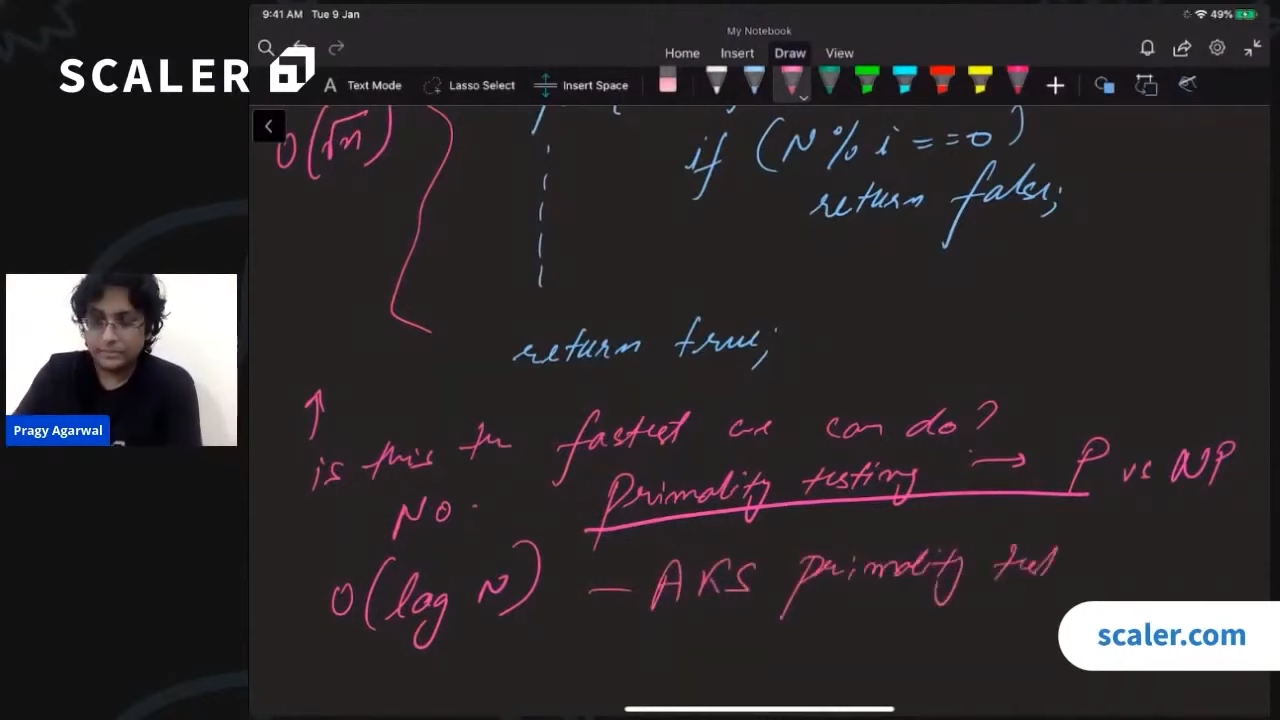 9:41 AM Tue 9 Jan
49%
My Notebook
Home Insert Draw View
SCALER
Text Mode Lasso Select Insert Space
O(√n)
if (N % i == 0)
return false;
return true;
is this the fastest we can do?
NO. Primality testing → P vs NP
O(log N) — AKS primality test
Pragy Agarwal
scaler.com